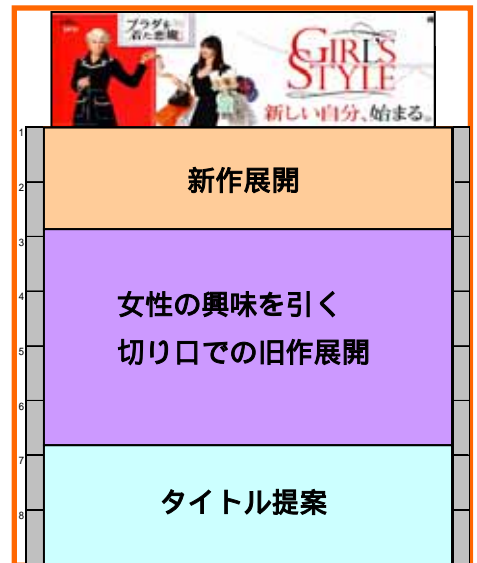 プラダを
着た悪魔
GIRL'S
STYLE
新しい自分、始まる。
1
新作展開
2
3
4
女性の興味を引く
5
切り口での旧作展開
6
7
タイトル提案
8